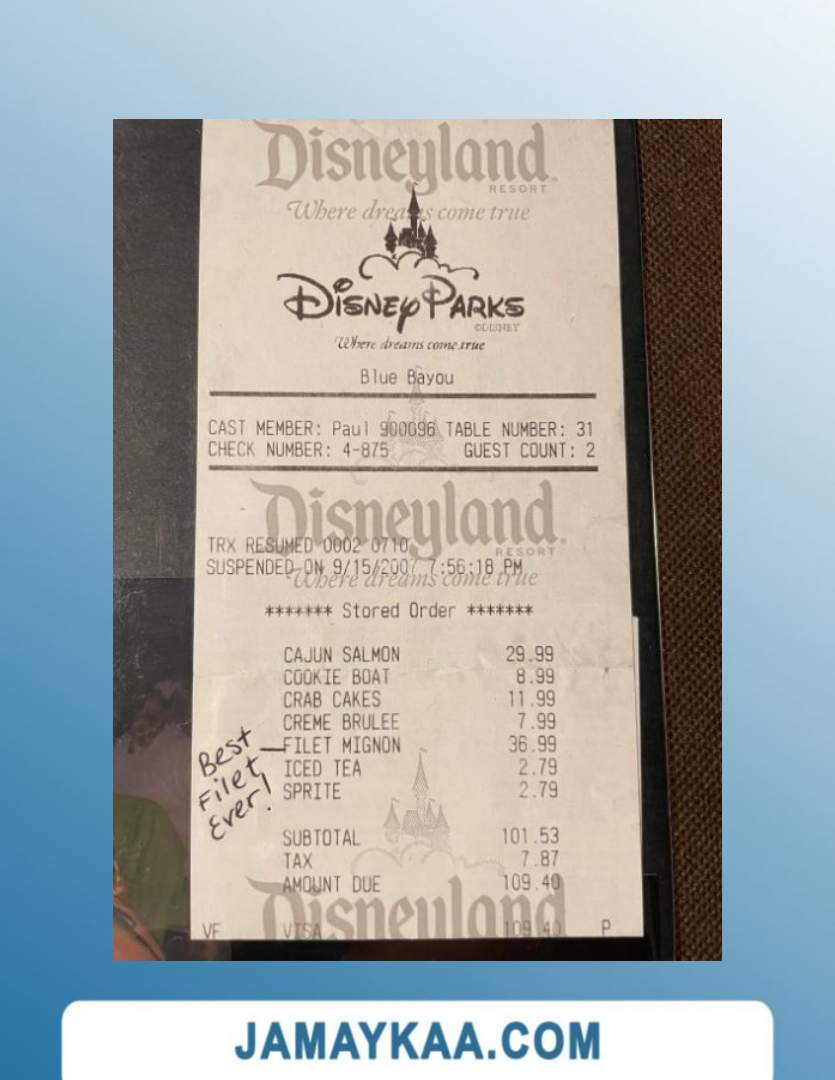 Disneyland
RESORT
Where dreams come true
Disney Parks
©DISNEY
Where dreams come true
Blue Bayou
CAST MEMBER: Paul 900096 TABLE NUMBER: 31
CHECK NUMBER: 4-875 GUEST COUNT: 2
Disneyland
RESORT
TRX RESUMED 0002 0710
SUSPENDED ON 9/15/2007 7:56:18 PM
Where dreams come true
******* Stored Order *******
CAJUN SALMON 29.99
COOKIE BOAT 8.99
CRAB CAKES 11.99
CREME BRULEE 7.99
FILET MIGNON 36.99
ICED TEA 2.79
SPRITE 2.79
Best
Filet
Ever!
SUBTOTAL 101.53
TAX 7.87
AMOUNT DUE 109.40
Disneyland
VF VISA 109.40 P
JAMAYKAA.COM